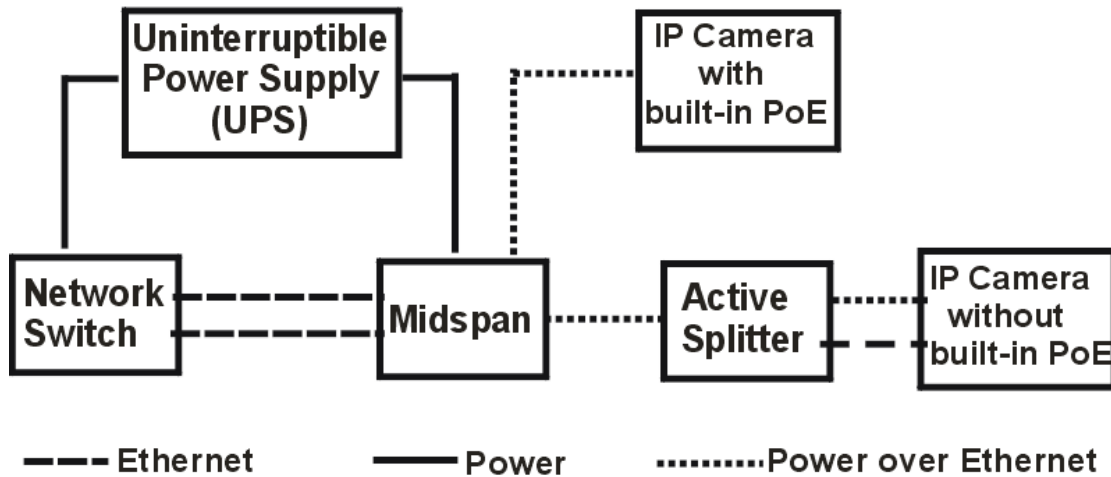 Uninterruptible
Power Supply
(UPS)
IP Camera
with
built-in PoE
Network
Switch
Midspan
Active
Splitter
IP Camera
without
built-in PoE
Ethernet
Power
Power over Ethernet